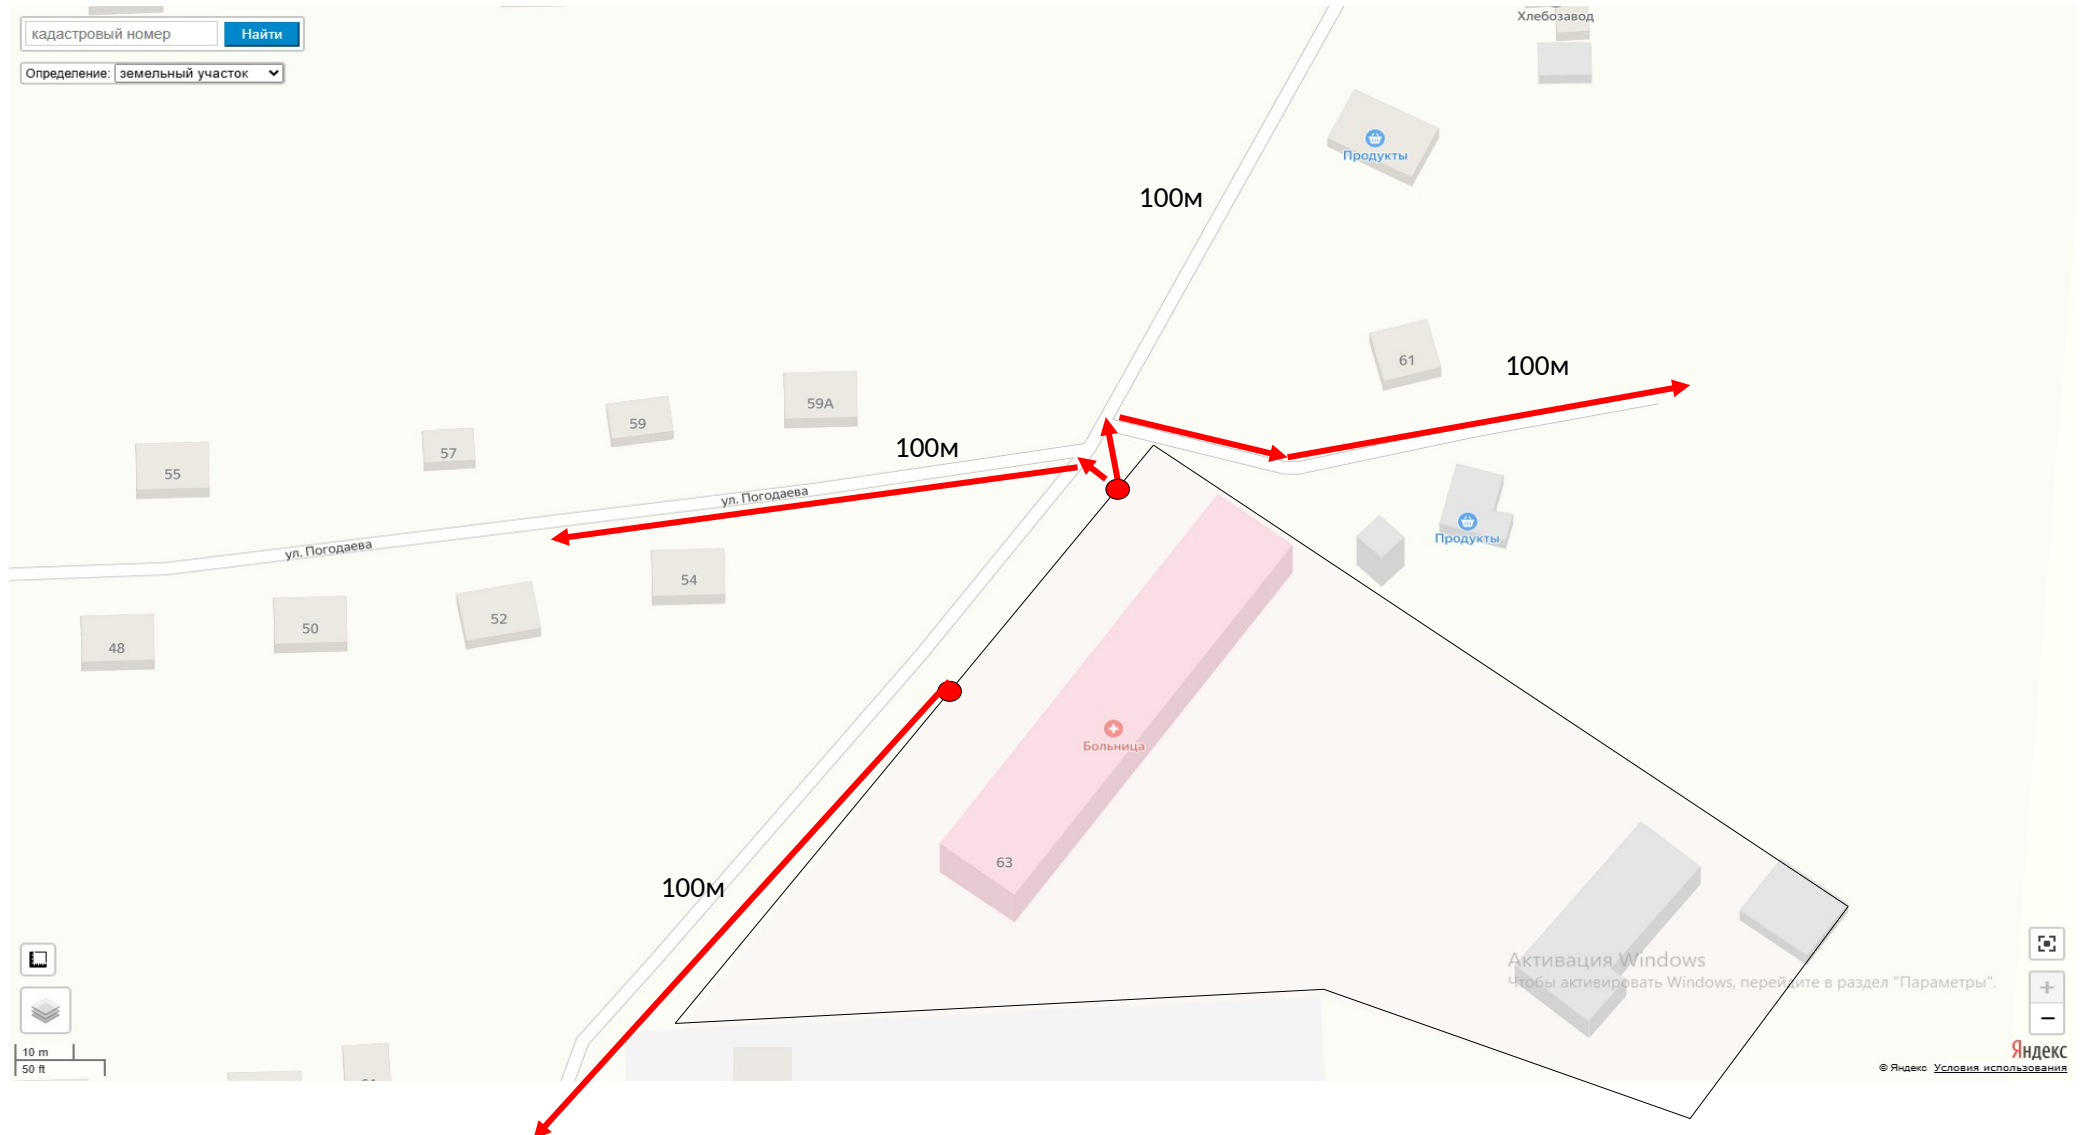 Хлебозавод
кадастровый номер
Найти
Определение:
земельный участок
Продукты
100м
61
100м
59А
59
57
55
100м
ул. Погодаева
ул. Погодаева
Продукты
54
52
50
48
Больница
63
100м
Активация Windows
Чтобы активировать Windows, перейдите в раздел "Параметры".
10 m
50 ft
Яндекс
© Яндекс Условия использования